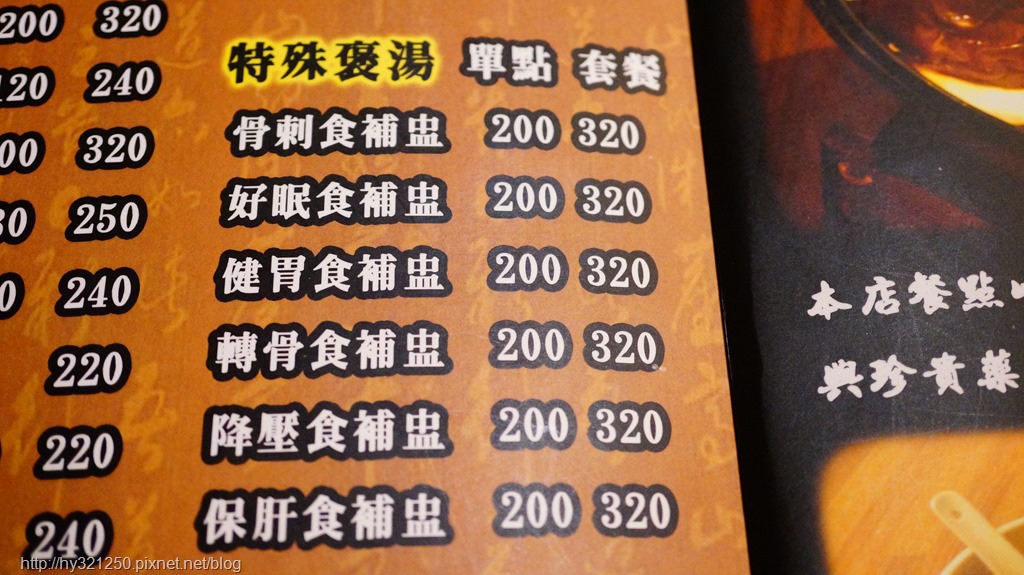 200 320
120 240
00 320
30 250
0 240
220
220
240
特殊褒湯 單點 套餐
骨刺食補盅 200 320
好眠食補盅 200 320
健胃食補盅 200 320
轉骨食補盅 200 320
降壓食補盅 200 320
保肝食補盅 200 320
本店餐點
與珍貴藥
http://hy321250.pixnet.net/blog